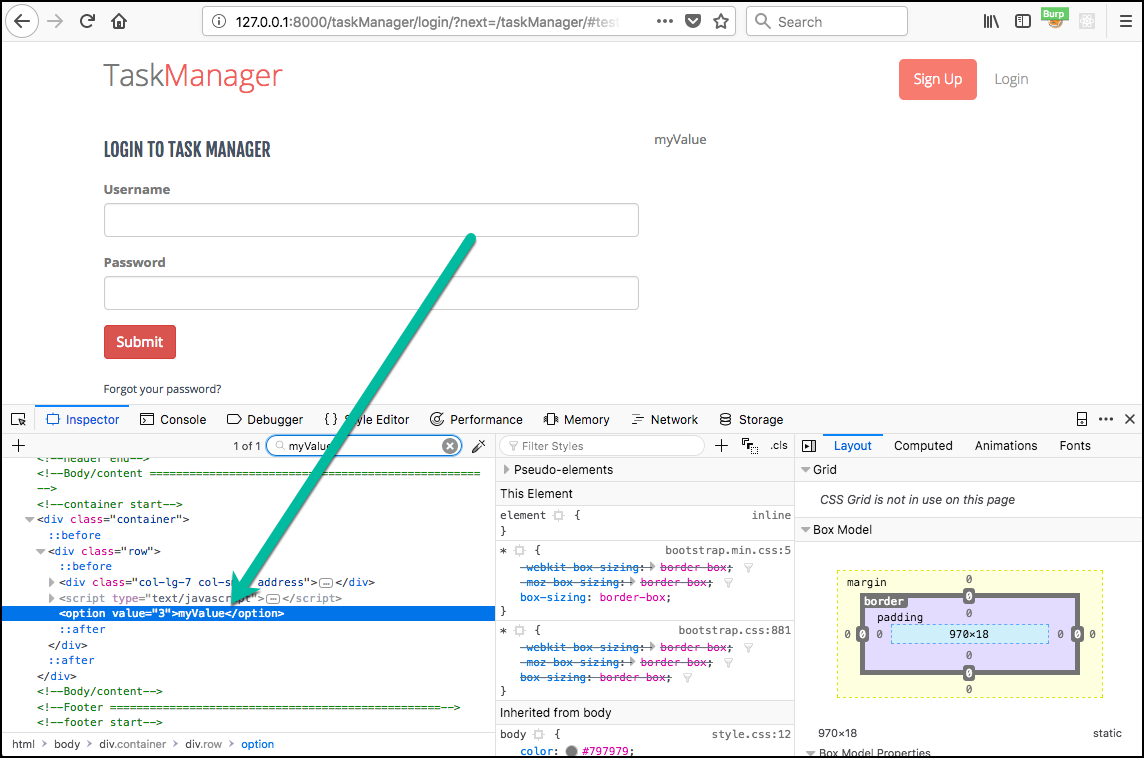 127.0.0.1:8000/taskManager/login/?next=/taskManager/#test
Search
Burp
TaskManager
Sign Up
Login
LOGIN TO TASK MANAGER
myValue
Username
Password
Submit
Forgot your password?
Inspector Console Debugger {} Style Editor Performance Memory Network Storage
1 of 1 myValue
<!--header end-->
<!--Body/content ==================================================
-->
<!--container start-->
<div class="container">
::before
<div class="row">
::before
<div class="col-lg-7 col-sm- address">…</div>
<script type="text/javascript">…</script>
<option value="3">myValue</option>
::after
</div>
::after
</div>
<!--Body/content-->
<!--Footer ==================================================-->
<!--footer start-->
html > body > div.container > div.row > option
Filter Styles + .cls
Pseudo-elements
This Element
element { inline
}
* { bootstrap.min.css:5
-webkit-box-sizing: border-box;
-moz-box-sizing: border-box;
box-sizing: border-box;
}
* { bootstrap.css:881
-webkit-box-sizing: border-box;
-moz-box-sizing: border-box;
box-sizing: border-box;
}
Inherited from body
body { style.css:12
color: #797979;
Layout Computed Animations Fonts
Grid
CSS Grid is not in use on this page
Box Model
margin 0
border 0
padding 0
0 0 0 970×18 0 0 0
0
0
0
970×18 static
Box Model Properties